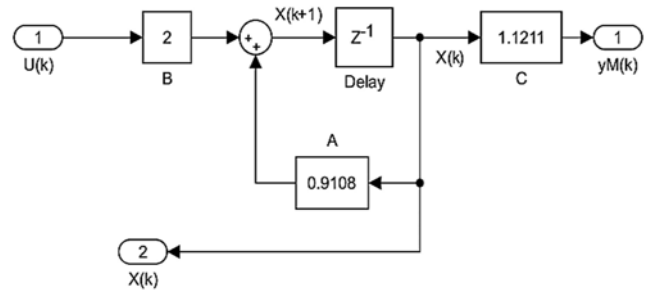 1
U(k)
2
B
+
+
X(k+1)
Z-1
Delay
X(k)
1.1211
C
1
yM(k)
A
0.9108
2
X(k)